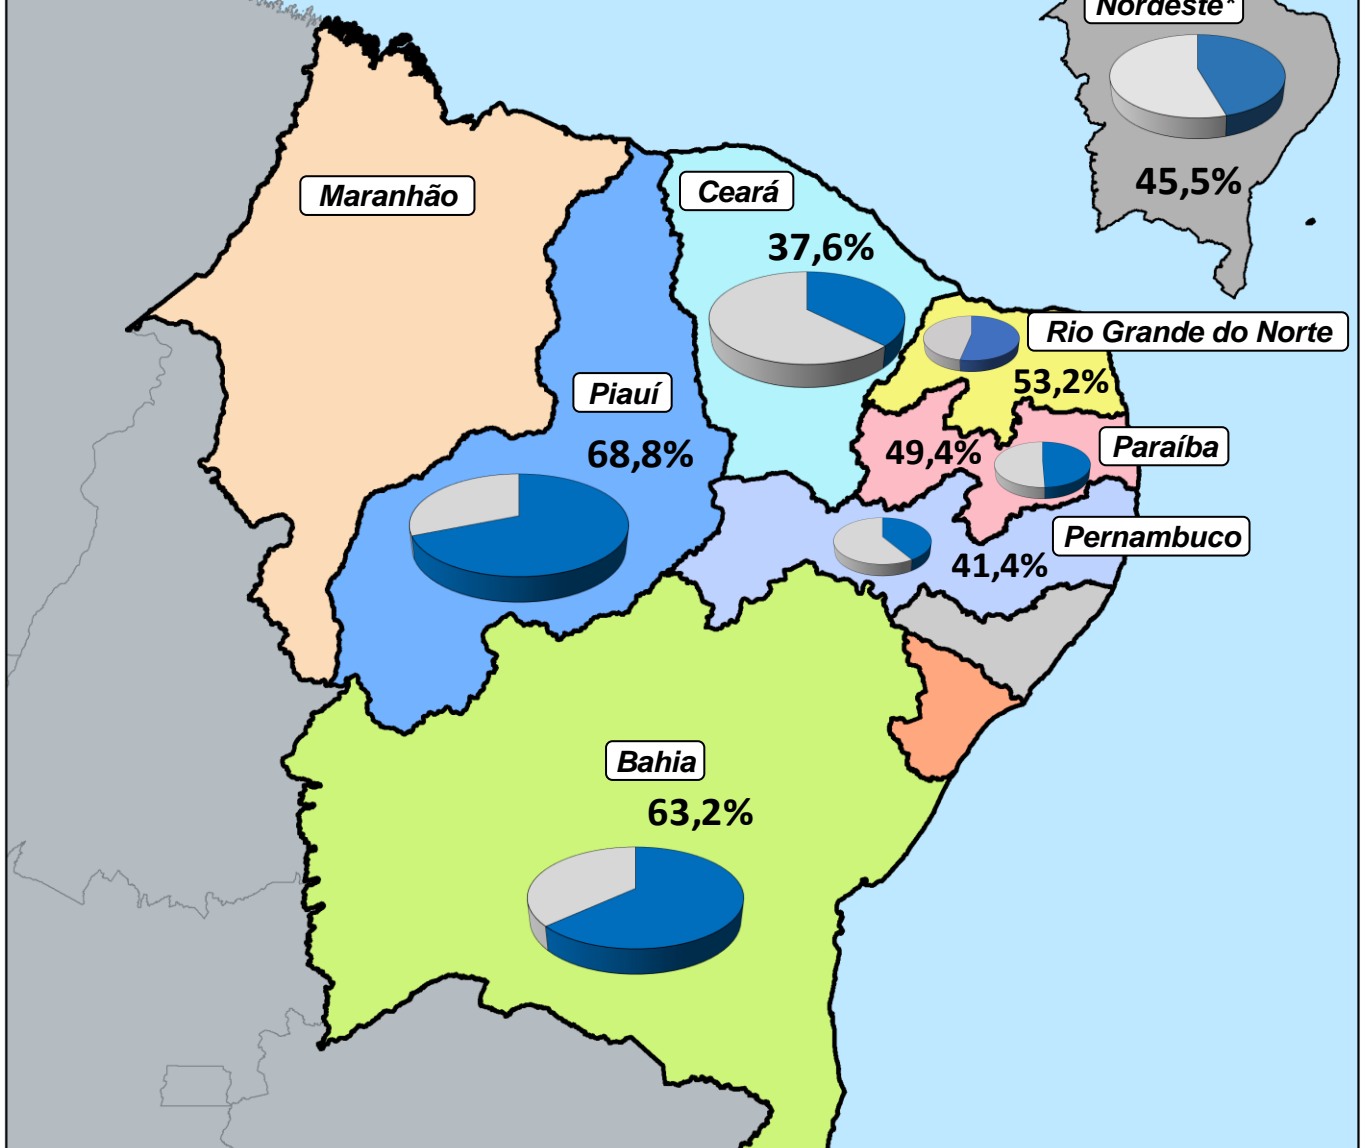 Nordeste*
45,5%
Maranhão
Ceará
37,6%
Rio Grande do Norte
53,2%
Piauí
68,8%
49,4%
Paraíba
Pernambuco
41,4%
Bahia
63,2%